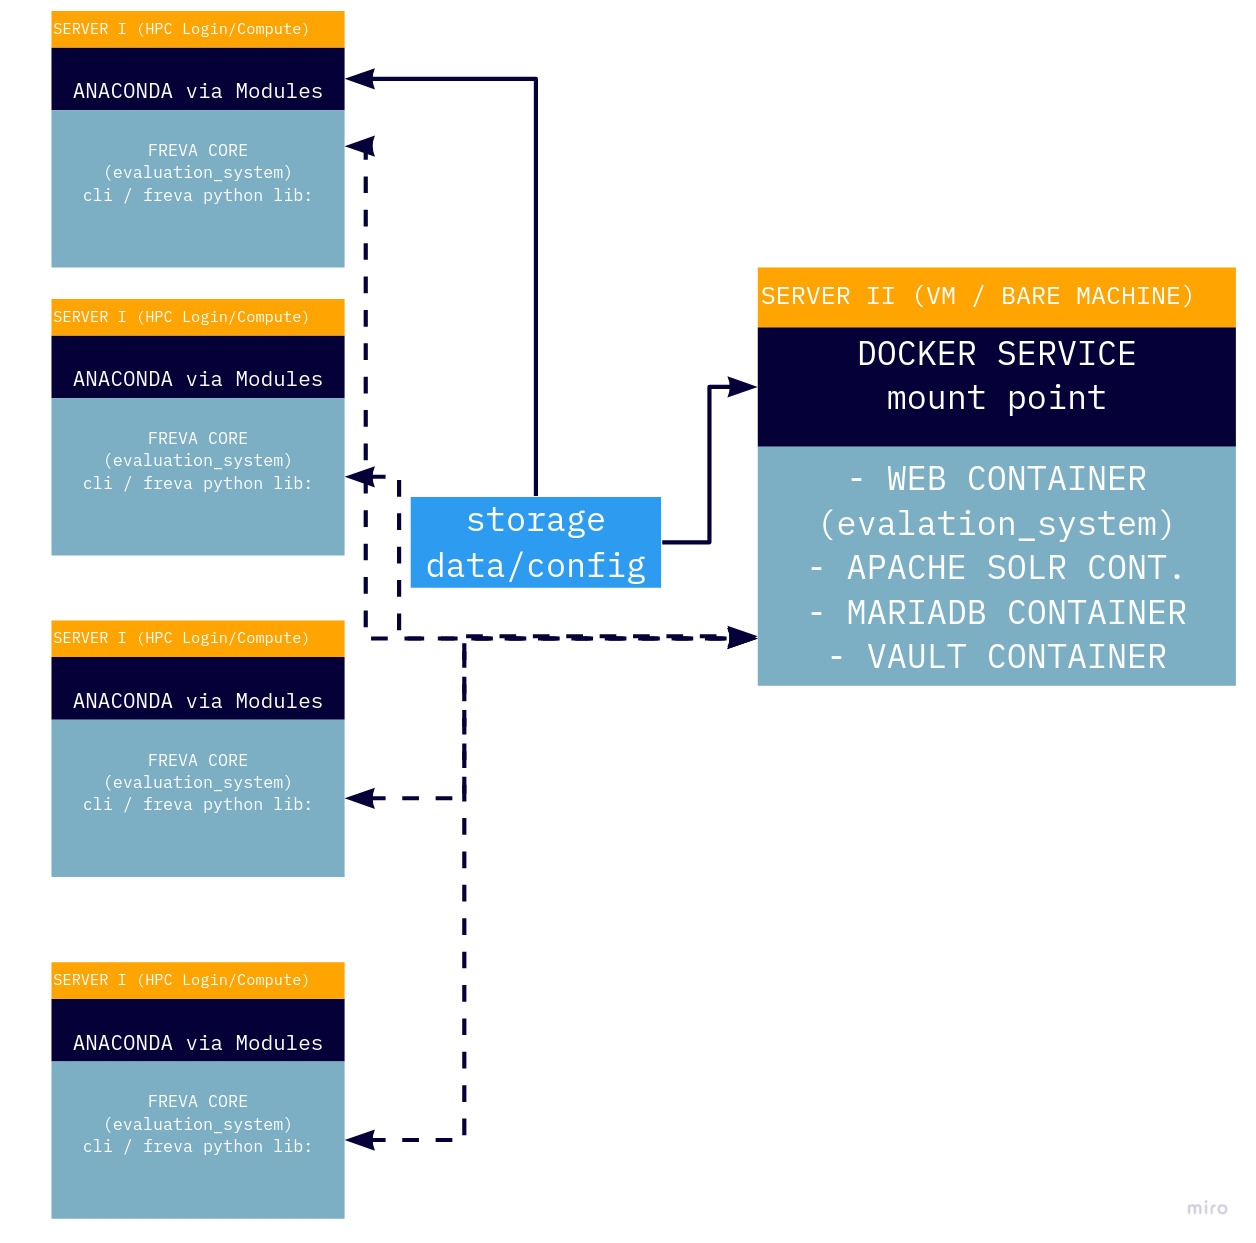 SERVER I (HPC Login/Compute)
ANACONDA via Modules
FREVA CORE
(evaluation_system)
cli / freva python lib:
SERVER I (HPC Login/Compute)
ANACONDA via Modules
FREVA CORE
(evaluation_system)
cli / freva python lib:
SERVER I (HPC Login/Compute)
ANACONDA via Modules
FREVA CORE
(evaluation_system)
cli / freva python lib:
SERVER I (HPC Login/Compute)
ANACONDA via Modules
FREVA CORE
(evaluation_system)
cli / freva python lib:
storage
data/config
SERVER II (VM / BARE MACHINE)
DOCKER SERVICE
mount point
- WEB CONTAINER
(evalation_system)
- APACHE SOLR CONT.
- MARIADB CONTAINER
- VAULT CONTAINER
miro